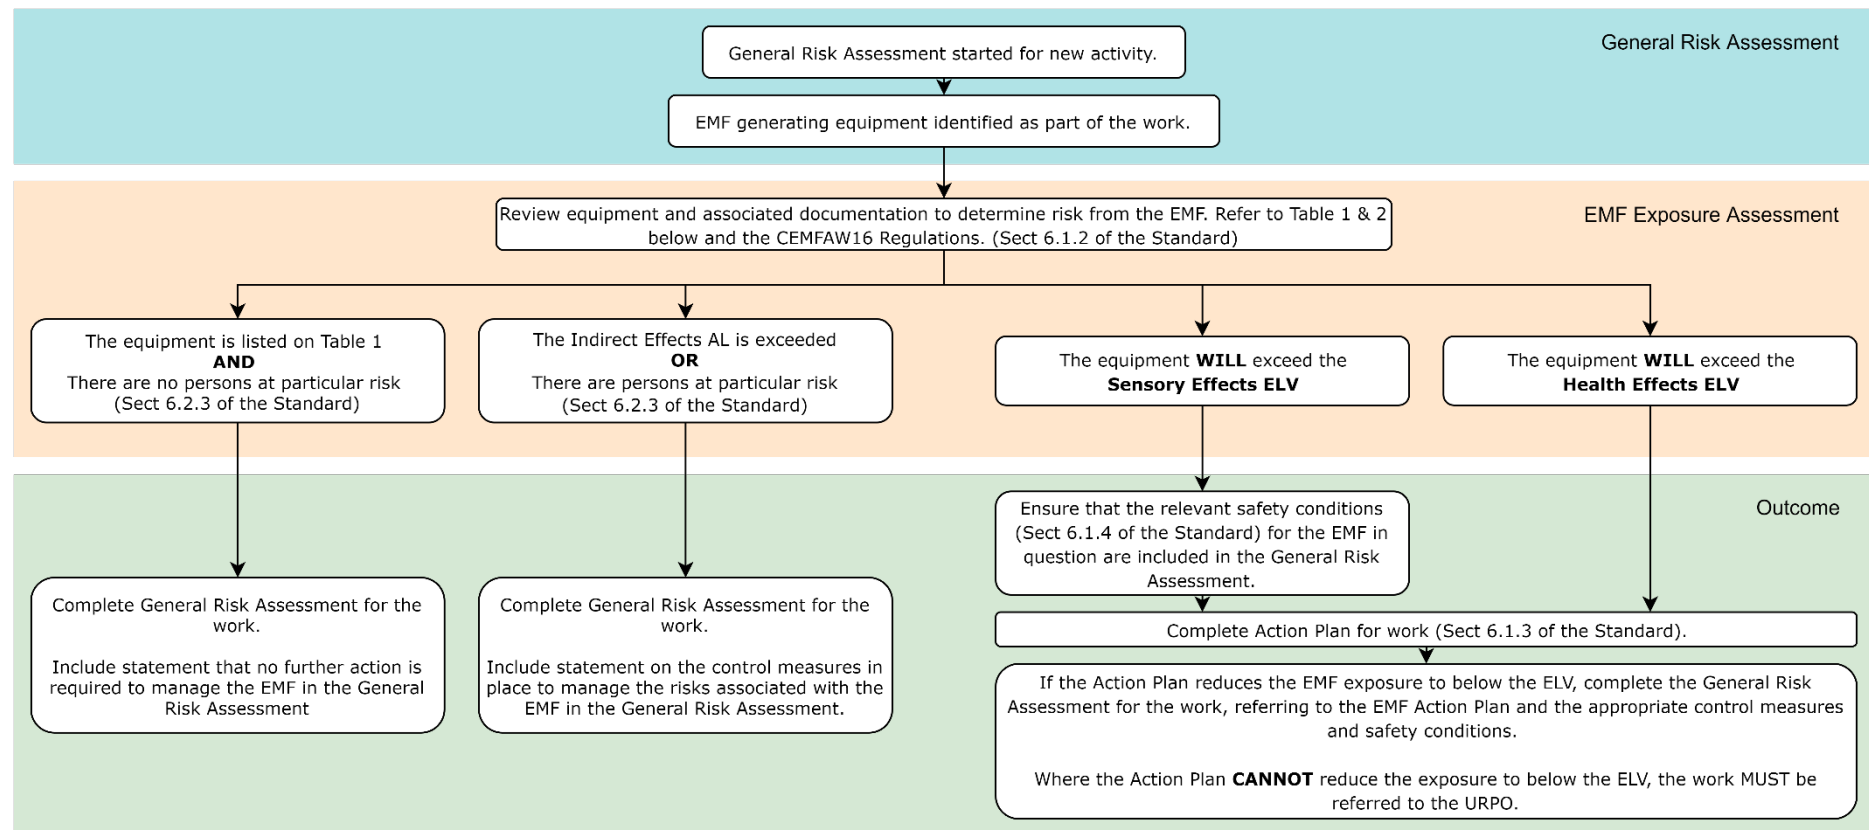 General Risk Assessment
General Risk Assessment started for new activity.
EMF generating equipment identified as part of the work.
EMF Exposure Assessment
Review equipment and associated documentation to determine risk from the EMF. Refer to Table 1 & 2
below and the CEMFAW16 Regulations. (Sect 6.1.2 of the Standard)
The equipment is listed on Table 1
AND
There are no persons at particular risk
(Sect 6.2.3 of the Standard)
The Indirect Effects AL is exceeded
OR
There are persons at particular risk
(Sect 6.2.3 of the Standard)
The equipment WILL exceed the
Sensory Effects ELV
The equipment WILL exceed the
Health Effects ELV
Outcome
Complete General Risk Assessment for the
work.
Include statement that no further action is
required to manage the EMF in the General
Risk Assessment
Complete General Risk Assessment for the
work.
Include statement on the control measures in
place to manage the risks associated with the
EMF in the General Risk Assessment.
Ensure that the relevant safety conditions
(Sect 6.1.4 of the Standard) for the EMF in
question are included in the General Risk
Assessment.
Complete Action Plan for work (Sect 6.1.3 of the Standard).
If the Action Plan reduces the EMF exposure to below the ELV, complete the General Risk
Assessment for the work, referring to the EMF Action Plan and the appropriate control measures
and safety conditions.
Where the Action Plan CANNOT reduce the exposure to below the ELV, the work MUST be
referred to the URPO.